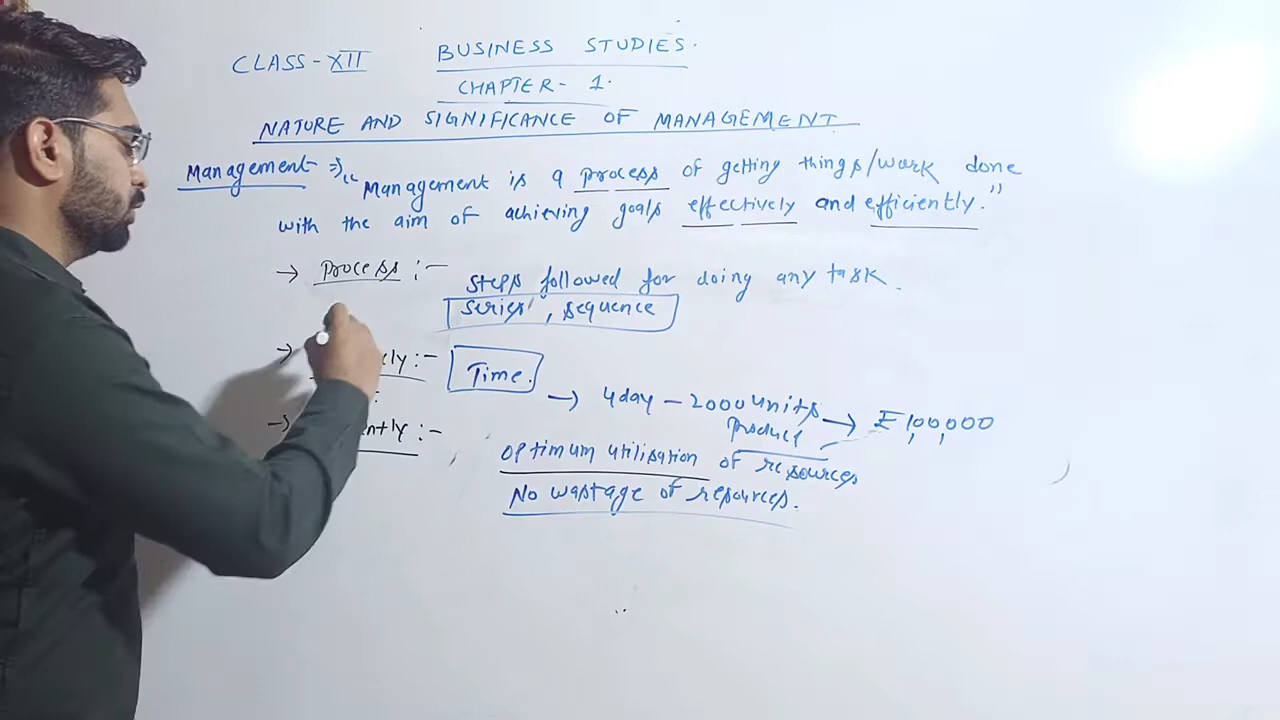 CLASS-XII BUSINESS STUDIES.
CHAPTER- 1.
NATURE AND SIGNIFICANCE OF MANAGEMENT
Management ⇒ "Management is a process of getting things/work done
with the aim of achieving goals effectively and efficiently."
→ Process :- Steps followed for doing any task.
series, sequence
→ ly :- Time.
→ 4day - 2000 units → ₹ 100,000
Produce
→ ntly :-
optimum utilisation of resources
No wastage of resources.